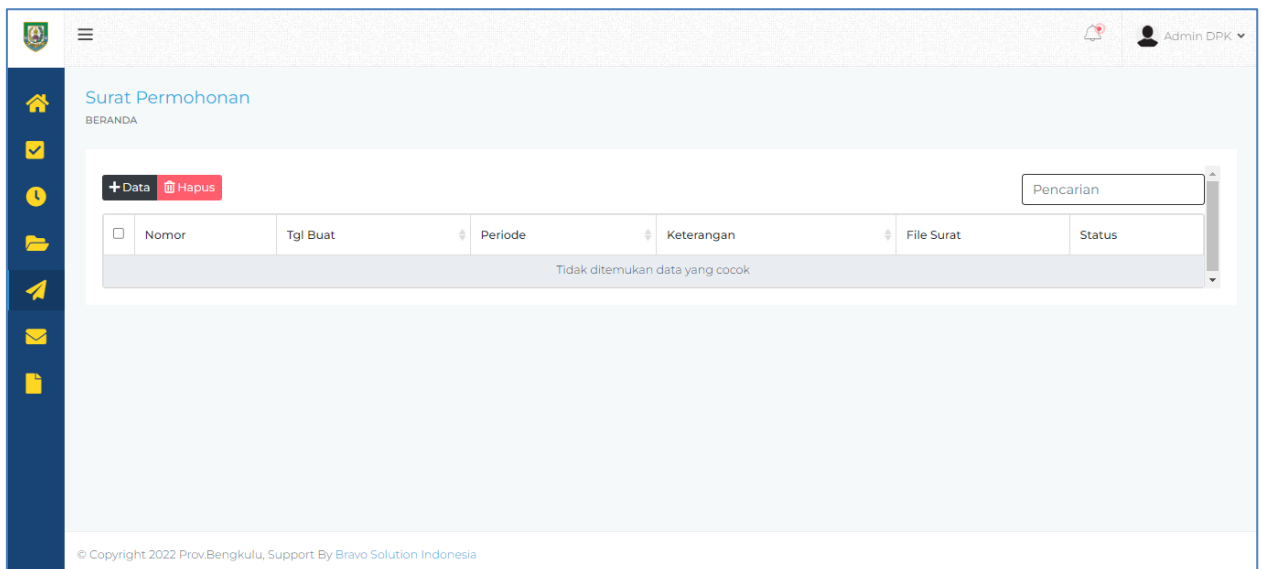 Admin DPK
Surat Permohonan
BERANDA
Data Hapus
Pencarian
Nomor Tgl Buat Periode Keterangan File Surat Status
Tidak ditemukan data yang cocok
© Copyright 2022 Prov.Bengkulu, Support By Bravo Solution Indonesia